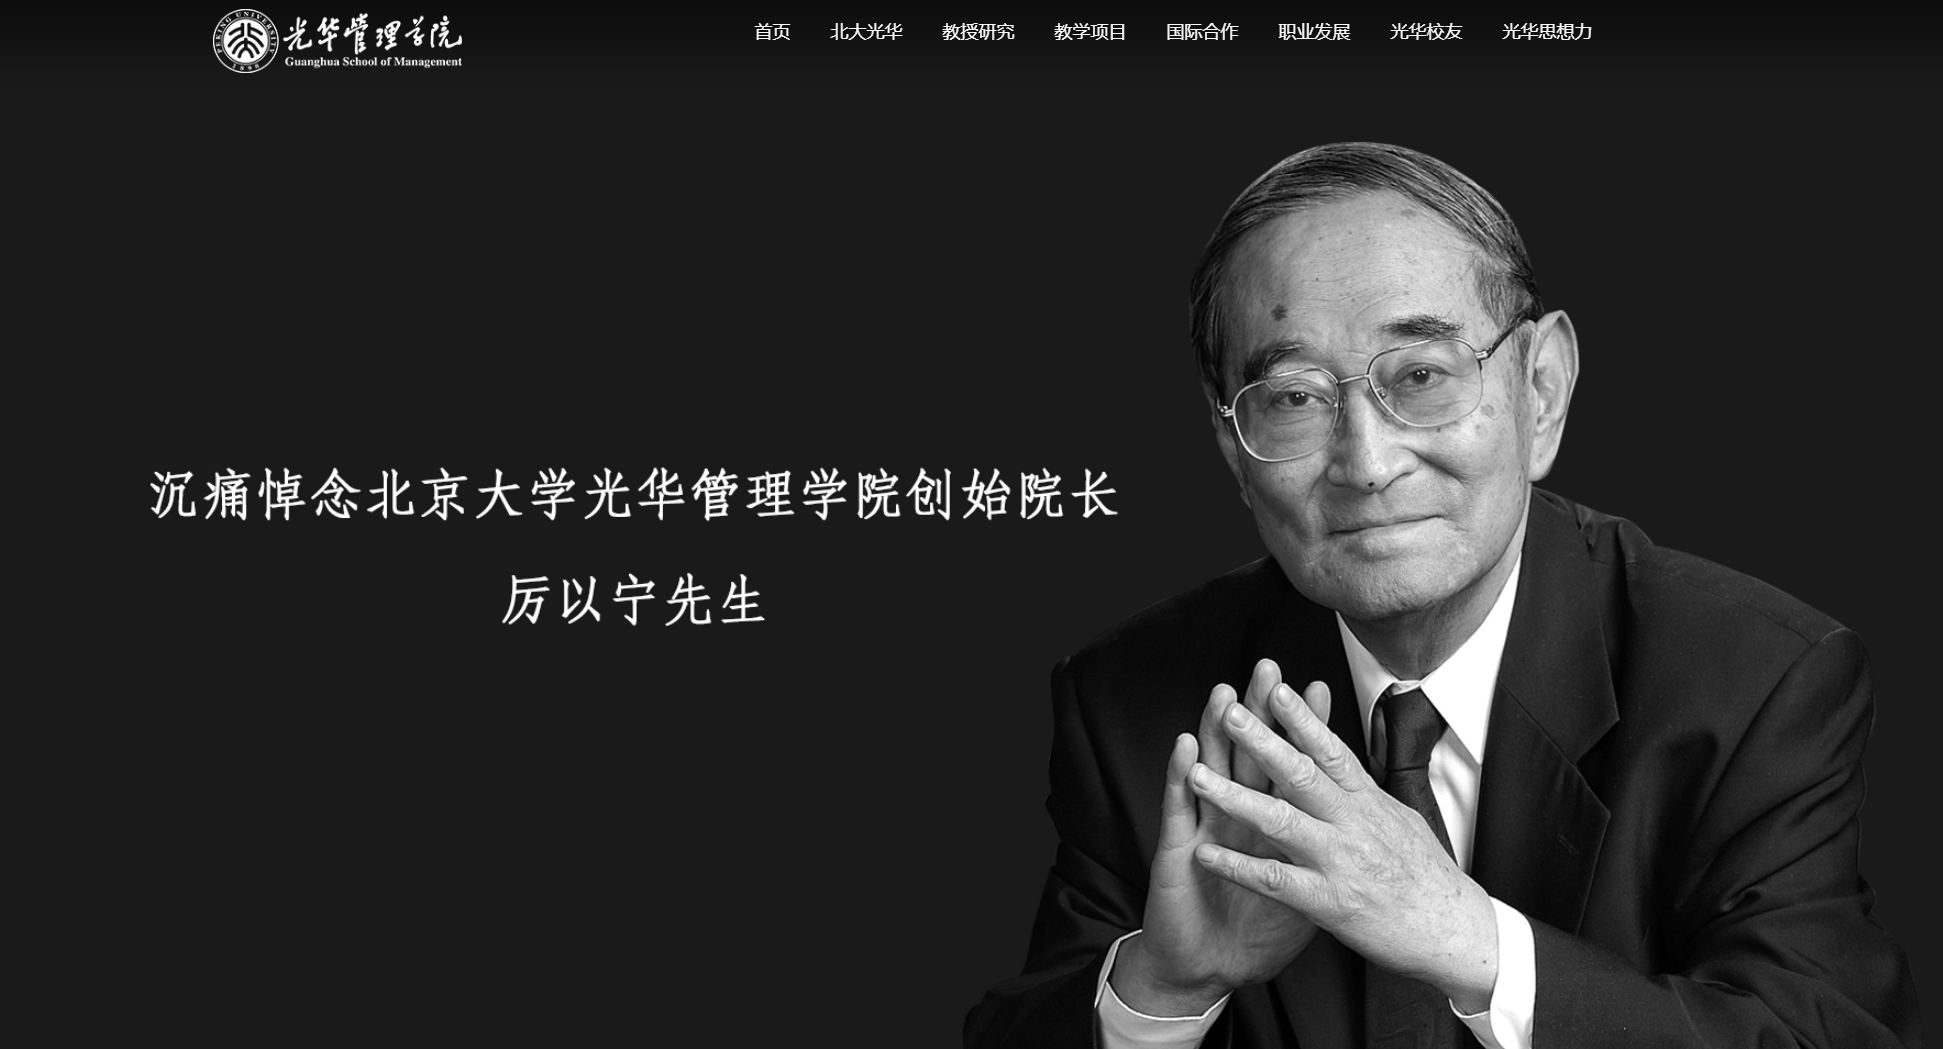 PEKING UNIVERSITY
1898
光华管理学院
Guanghua School of Management
首页 北大光华 教授研究 教学项目 国际合作 职业发展 光华校友 光华思想力
沉痛悼念北京大学光华管理学院创始院长
厉以宁先生